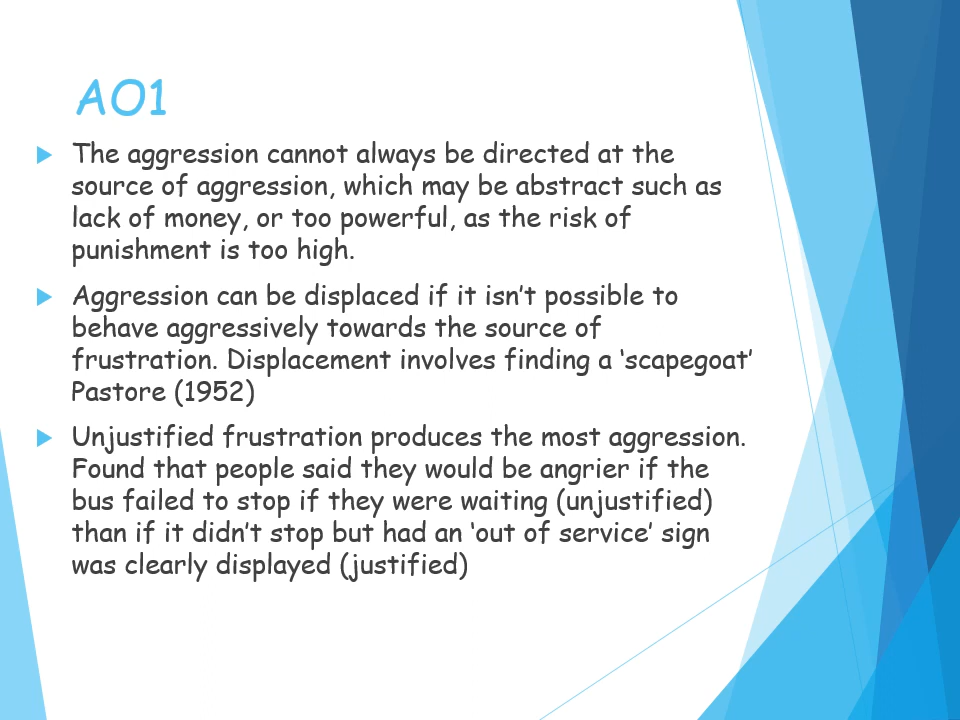 AO1
The aggression cannot always be directed at the
source of aggression, which may be abstract such as
lack of money, or too powerful, as the risk of
punishment is too high.
Aggression can be displaced if it isn’t possible to
behave aggressively towards the source of
frustration. Displacement involves finding a ‘scapegoat’
Pastore (1952)
Unjustified frustration produces the most aggression.
Found that people said they would be angrier if the
bus failed to stop if they were waiting (unjustified)
than if it didn’t stop but had an ‘out of service’ sign
was clearly displayed (justified)